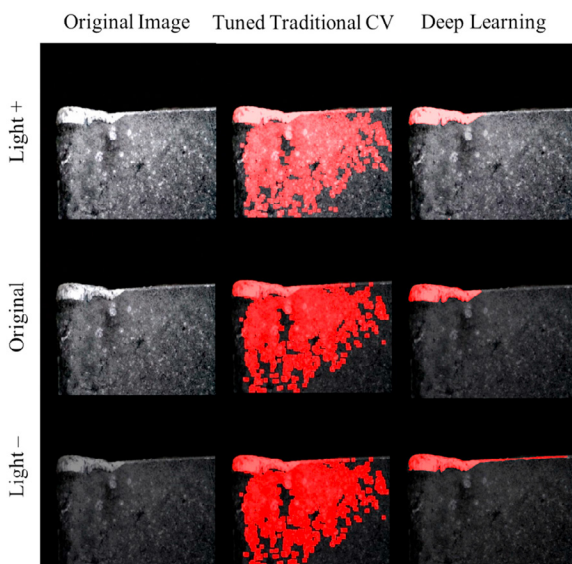 Original Image Tuned Traditional CV Deep Learning
Light +
Original
Light –